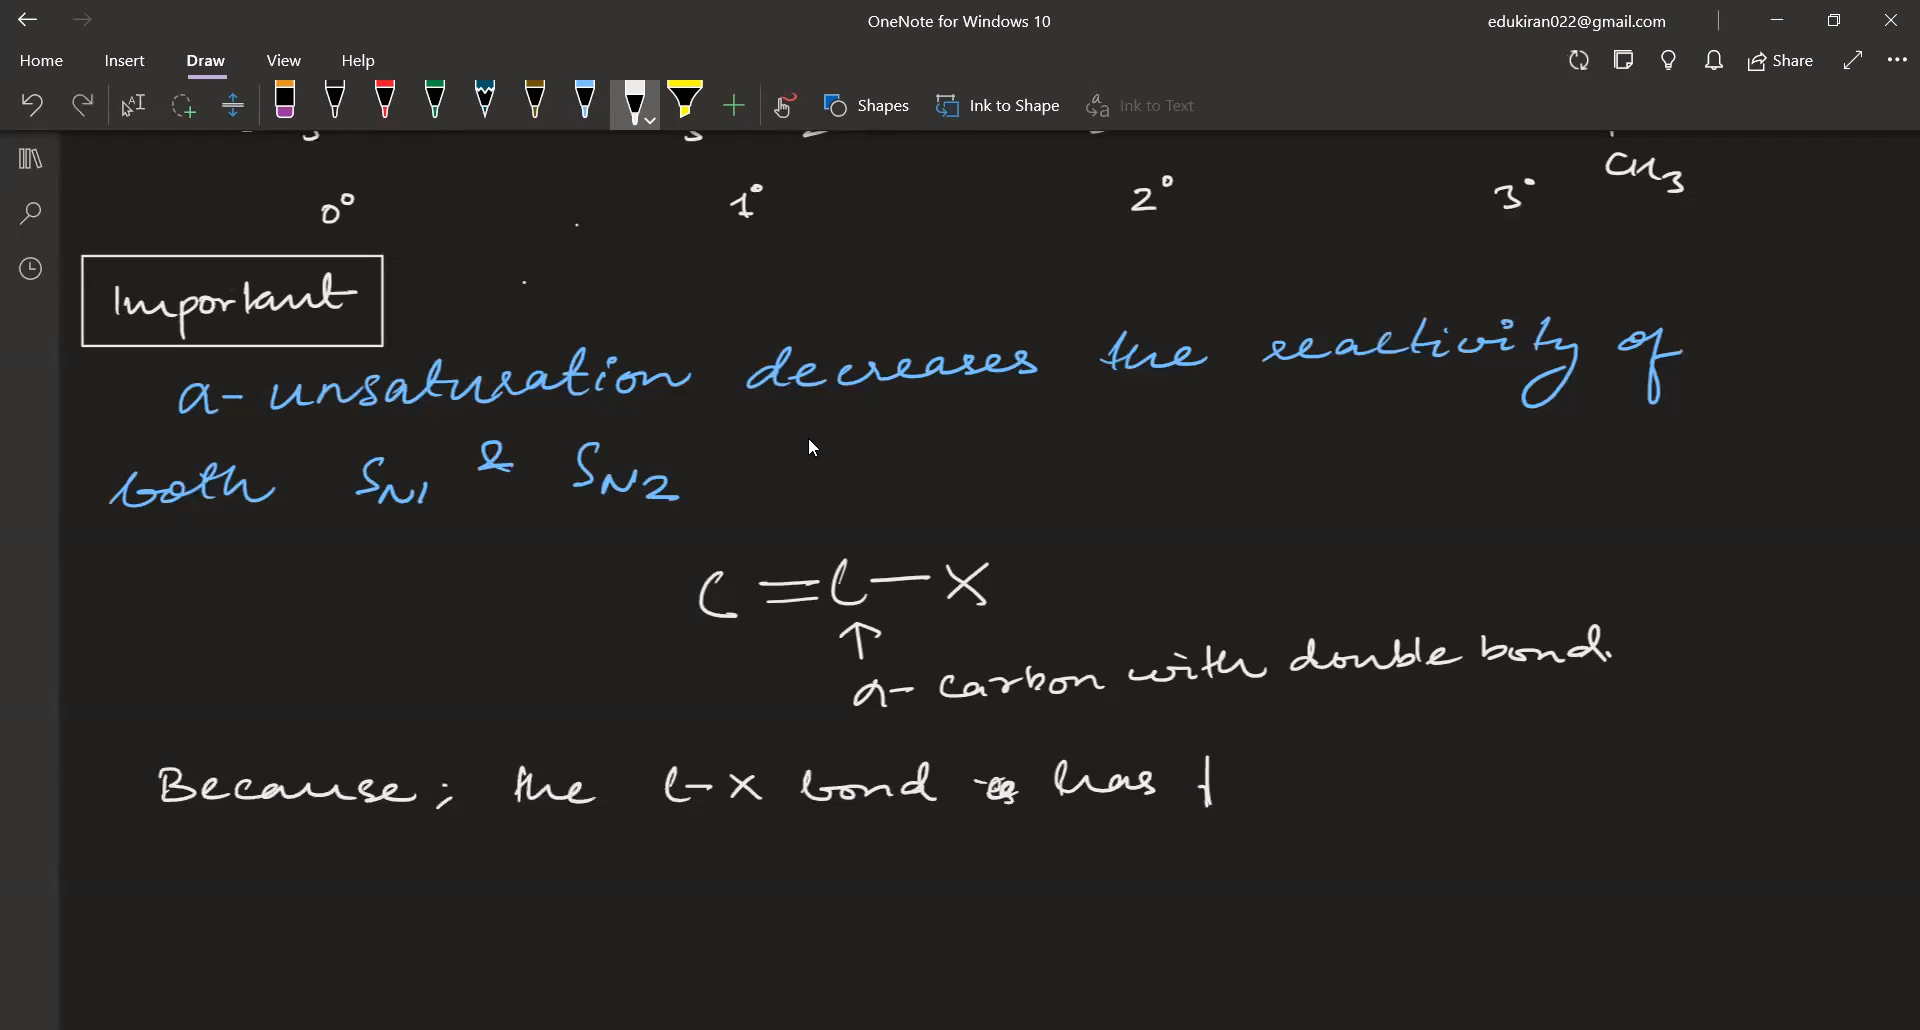 OneNote for Windows 10
edukiran022@gmail.com
Home Insert Draw View Help
Share
Shapes Ink to Shape Ink to Text
CH3
0° 1° 2° 3°
Important
α- unsaturation decreases the reactivity of
both SN1 & SN2
C = C — X
α- carbon with double bond.
Because; the C-X bond has